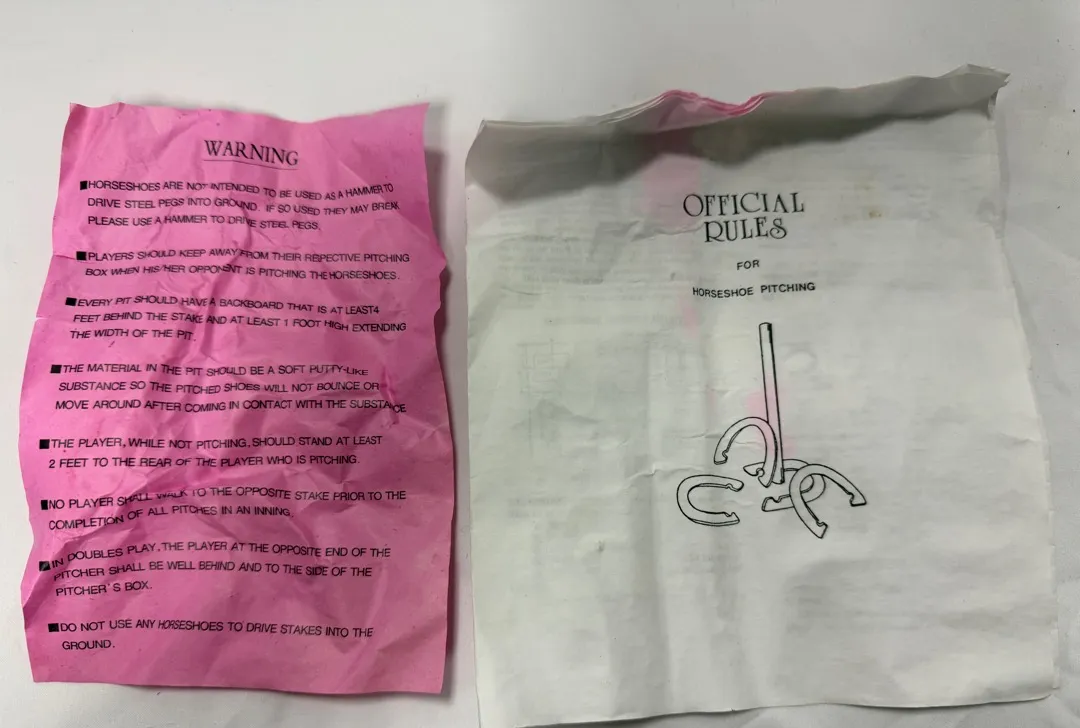 WARNING
■HORSESHOES ARE NOT INTENDED TO BE USED AS A HAMMER TO
DRIVE STEEL PEGS INTO GROUND. IF SO USED THEY MAY BREAK
PLEASE USE A HAMMER TO DRIVE STEEL PEGS.
■PLAYERS SHOULD KEEP AWAY FROM THEIR REPECTIVE PITCHING
BOX WHEN HIS/HER OPPONENT IS PITCHING THE HORSESHOES.
■EVERY PIT SHOULD HAVE A BACKBOARD THAT IS AT LEAST4
FEET BEHIND THE STAKE AND AT LEAST 1 FOOT HIGH EXTENDING
THE WIDTH OF THE PIT.
■THE MATERIAL IN THE PIT SHOULD BE A SOFT PUTTY-LIKE
SUBSTANCE SO THE PITCHED SHOES WILL NOT BOUNCE OR
MOVE AROUND AFTER COMING IN CONTACT WITH THE SUBSTACE
■THE PLAYER, WHILE NOT PITCHING, SHOULD STAND AT LEAST
2 FEET TO THE REAR OF THE PLAYER WHO IS PITCHING.
■NO PLAYER SHALL WALK TO THE OPPOSITE STAKE PRIOR TO THE
COMPLETION OF ALL PITCHES IN AN INNING.
■IN DOUBLES PLAY, THE PLAYER AT THE OPPOSITE END OF THE
PITCHER SHALL BE WELL BEHIND AND TO THE SIDE OF THE
PITCHER'S BOX.
■DO NOT USE ANY HORSESHOES TO DRIVE STAKES INTO THE
GROUND.
OFFICIAL
RULES
FOR
HORSESHOE PITCHING